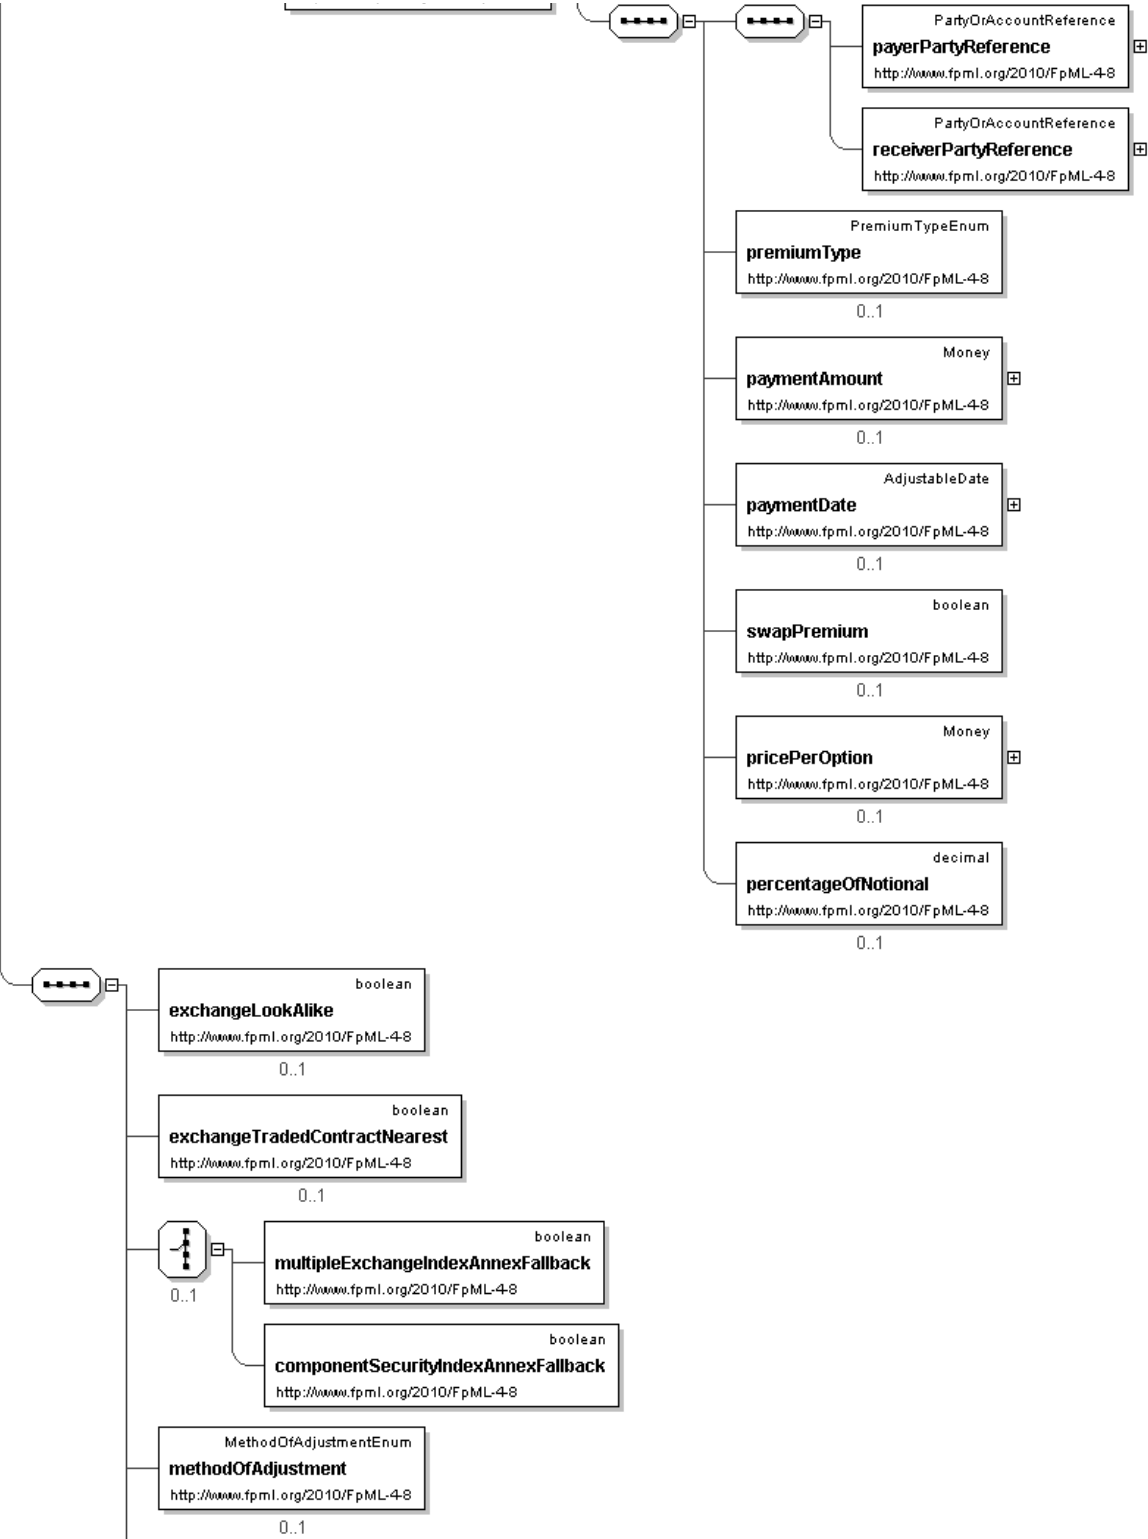 PartyOrAccountReference
payerPartyReference
http://www.fpml.org/2010/FpML-4-8
PartyOrAccountReference
receiverPartyReference
http://www.fpml.org/2010/FpML-4-8
PremiumTypeEnum
premiumType
http://www.fpml.org/2010/FpML-4-8
0..1
Money
paymentAmount
http://www.fpml.org/2010/FpML-4-8
0..1
AdjustableDate
paymentDate
http://www.fpml.org/2010/FpML-4-8
0..1
boolean
swapPremium
http://www.fpml.org/2010/FpML-4-8
0..1
Money
pricePerOption
http://www.fpml.org/2010/FpML-4-8
0..1
decimal
percentageOfNotional
http://www.fpml.org/2010/FpML-4-8
0..1
boolean
exchangeLookAlike
http://www.fpml.org/2010/FpML-4-8
0..1
boolean
exchangeTradedContractNearest
http://www.fpml.org/2010/FpML-4-8
0..1
boolean
multipleExchangeIndexAnnexFallback
http://www.fpml.org/2010/FpML-4-8
0..1
boolean
componentSecurityIndexAnnexFallback
http://www.fpml.org/2010/FpML-4-8
MethodOfAdjustmentEnum
methodOfAdjustment
http://www.fpml.org/2010/FpML-4-8
0..1